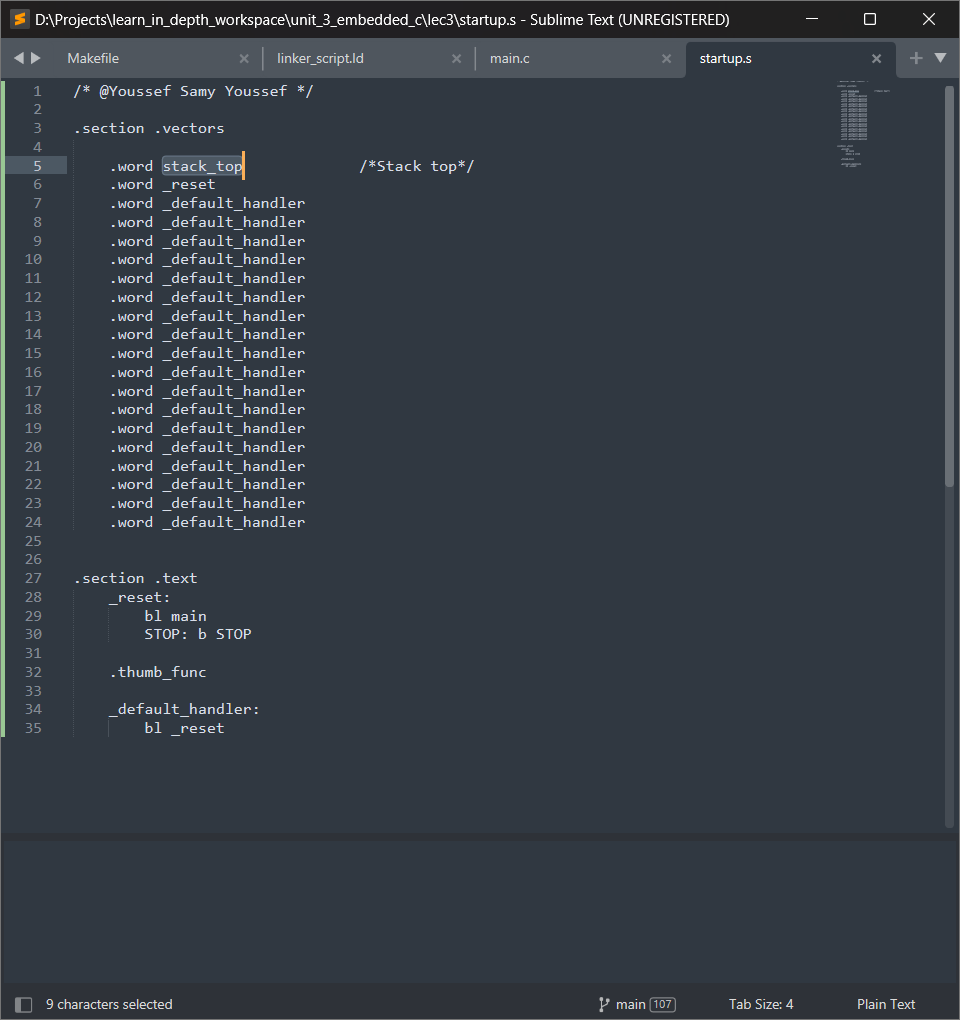 D:\Projects\learn_in_depth_workspace\unit_3_embedded_c\lec3\startup.s - Sublime Text (UNREGISTERED)
Makefile linker_script.ld main.c startup.s
1 /* @Youssef Samy Youssef */
2
3 .section .vectors
4
5 .word stack_top /*Stack top*/
6 .word _reset
7 .word _default_handler
8 .word _default_handler
9 .word _default_handler
10 .word _default_handler
11 .word _default_handler
12 .word _default_handler
13 .word _default_handler
14 .word _default_handler
15 .word _default_handler
16 .word _default_handler
17 .word _default_handler
18 .word _default_handler
19 .word _default_handler
20 .word _default_handler
21 .word _default_handler
22 .word _default_handler
23 .word _default_handler
24 .word _default_handler
25
26
27 .section .text
28 _reset:
29 bl main
30 STOP: b STOP
31
32 .thumb_func
33
34 _default_handler:
35 bl _reset
9 characters selected main 107 Tab Size: 4 Plain Text